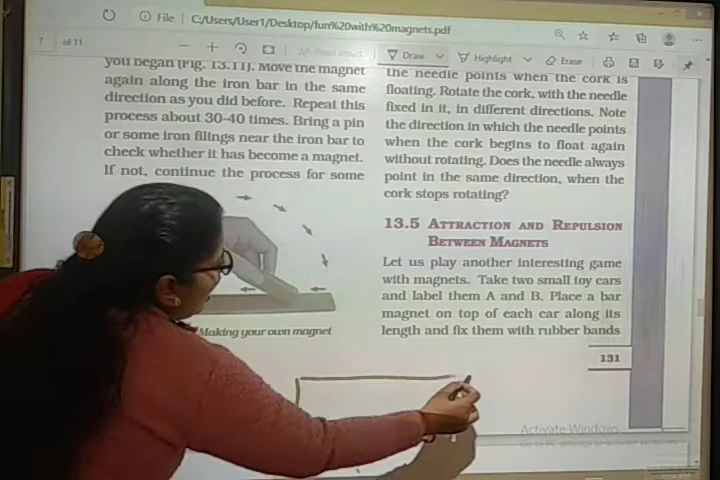 File | C:/Users/User1/Desktop/fun%20with%20magnets.pdf
7 of 11
Draw
Highlight
Erase
you began (Fig. 13.11). Move the magnet
again along the iron bar in the same
direction as you did before. Repeat this
process about 30-40 times. Bring a pin
or some iron filings near the iron bar to
check whether it has become a magnet.
If not, continue the process for some
Making your own magnet
the needle points when the cork is
floating. Rotate the cork, with the needle
fixed in it, in different directions. Note
the direction in which the needle points
when the cork begins to float again
without rotating. Does the needle always
point in the same direction, when the
cork stops rotating?
13.5 ATTRACTION AND REPULSION
BETWEEN MAGNETS
Let us play another interesting game
with magnets. Take two small toy cars
and label them A and B. Place a bar
magnet on top of each car along its
length and fix them with rubber bands
131
Activate Windows